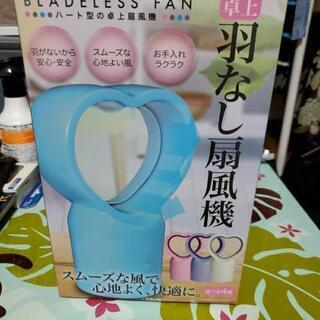 BLADELESS FAN
ハート型の卓上扇風機
羽がないから
安心・安全
スムーズな
心地よい風
お手入れ
ラクラク
卓上
羽なし扇風機
スムーズな風で
心地よく、快適に。